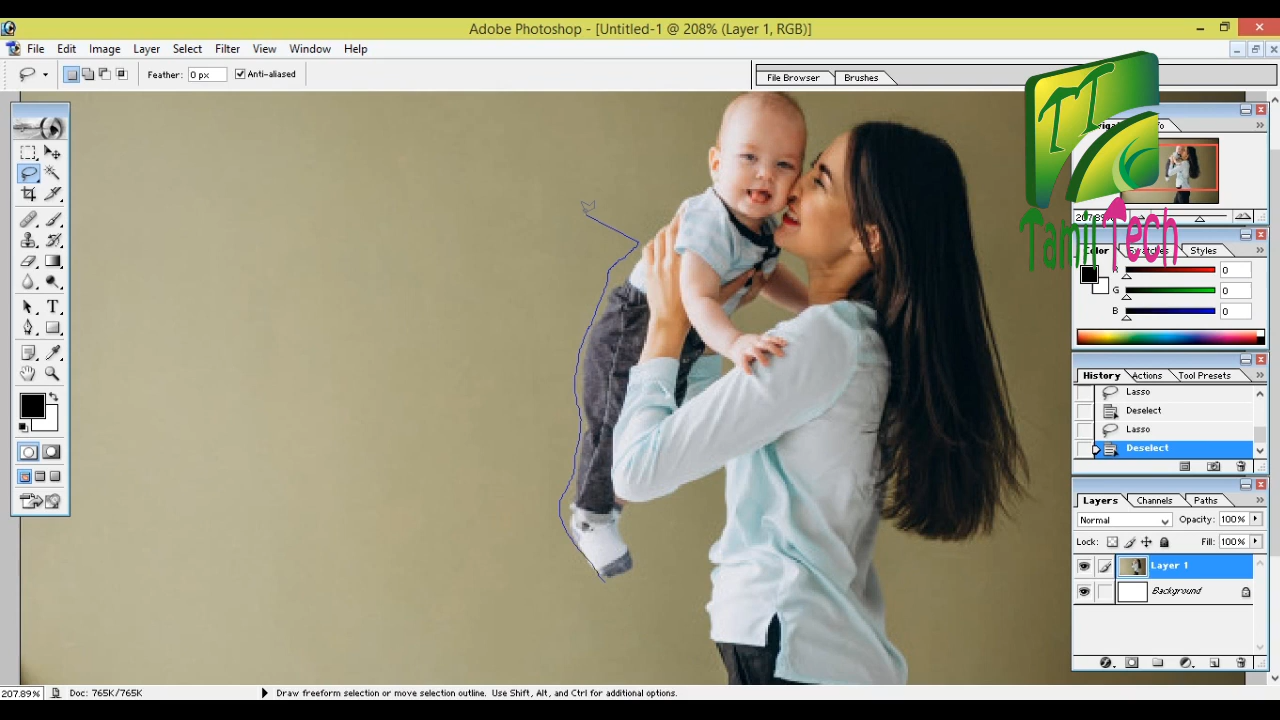 Adobe Photoshop - [Untitled-1 @ 208% (Layer 1, RGB)]
File Edit Image Layer Select Filter View Window Help
Feather: 0 px Anti-aliased
File Browser Brushes
TT
Tamil Tech
207.89%
Color Swatches Styles
R 0
G 0
B 0
History Actions Tool Presets
Lasso
Deselect
Lasso
Deselect
Layers Channels Paths
Normal Opacity: 100%
Lock: Fill: 100%
Layer 1
Background
207.89% Doc: 765K/765K Draw freeform selection or move selection outline. Use Shift, Alt, and Ctrl for additional options.